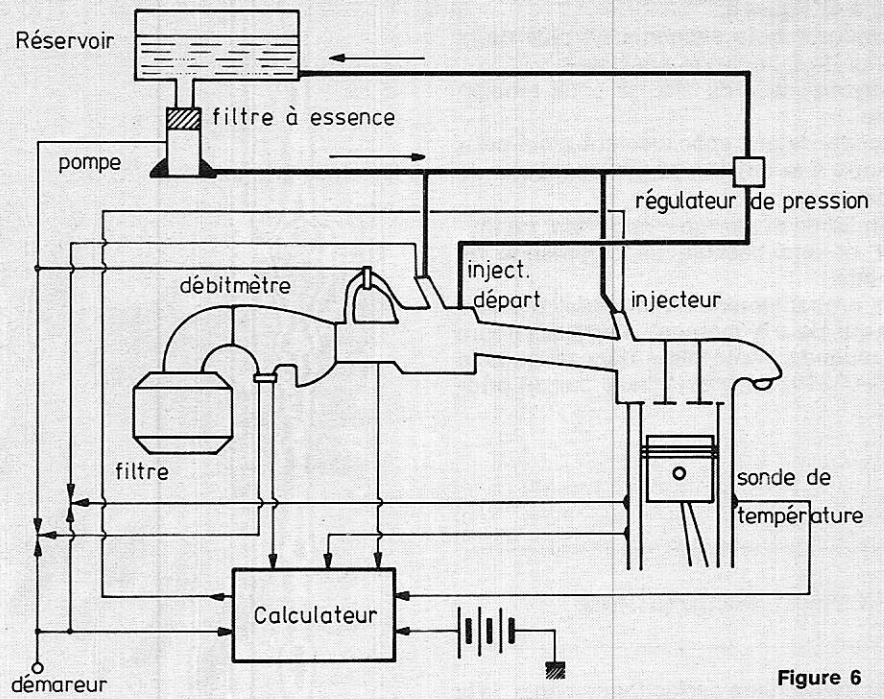 Réservoir
filtre à essence
pompe
régulateur de pression
débitmètre
inject.
départ
injecteur
filtre
sonde de
température
Calculateur
démareur
Figure 6